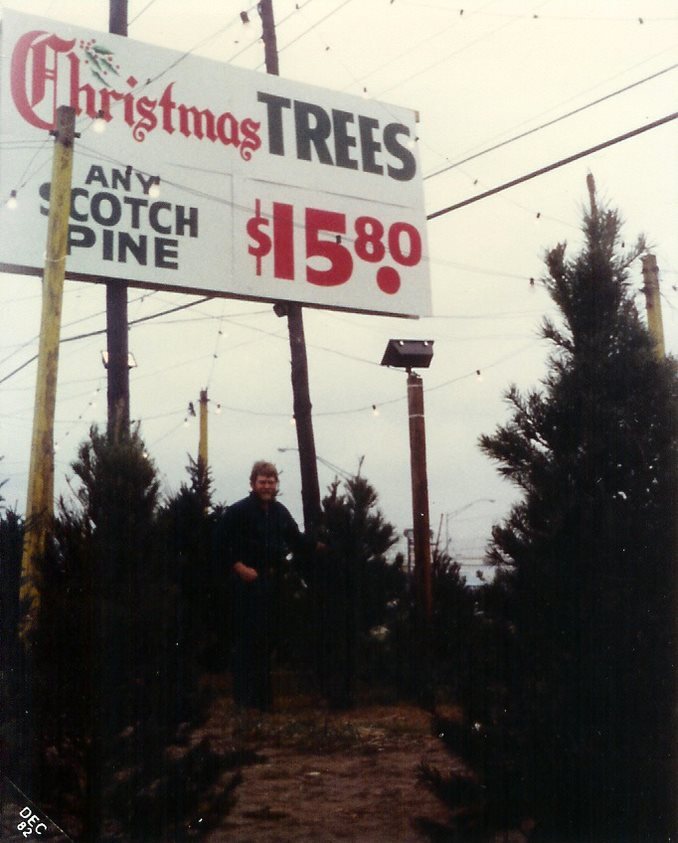 Christmas TREES
ANY
SCOTCH
PINE
$15.80
DEC
82